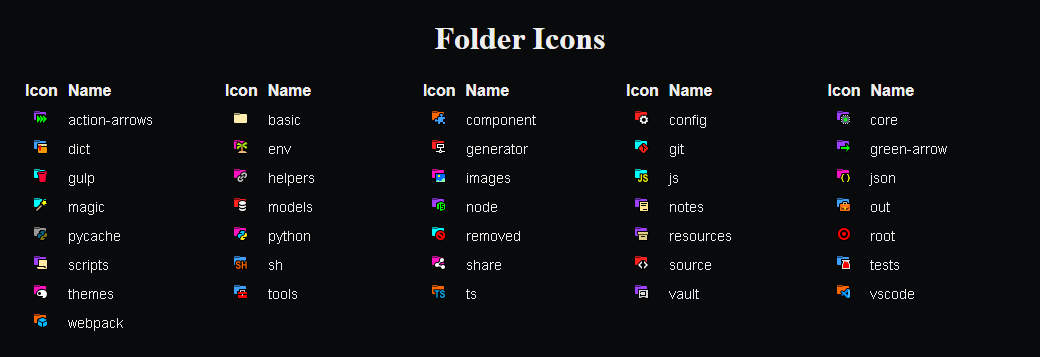 Folder Icons
Icon Name Icon Name Icon Name Icon Name Icon Name
action-arrows basic component config core
dict env generator git green-arrow
gulp helpers images js json
magic models node notes out
pycache python removed resources root
scripts sh share source tests
themes tools ts vault vscode
webpack